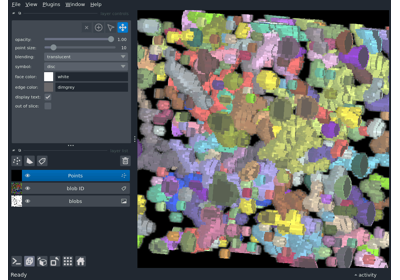 File View Plugins Window Help
opacity: 1.00
point size: 10
blending: translucent
symbol: disc
face color: white
edge color: dimgrey
display text:
out of slice:
Points
blob ID
blobs
Ready
activity